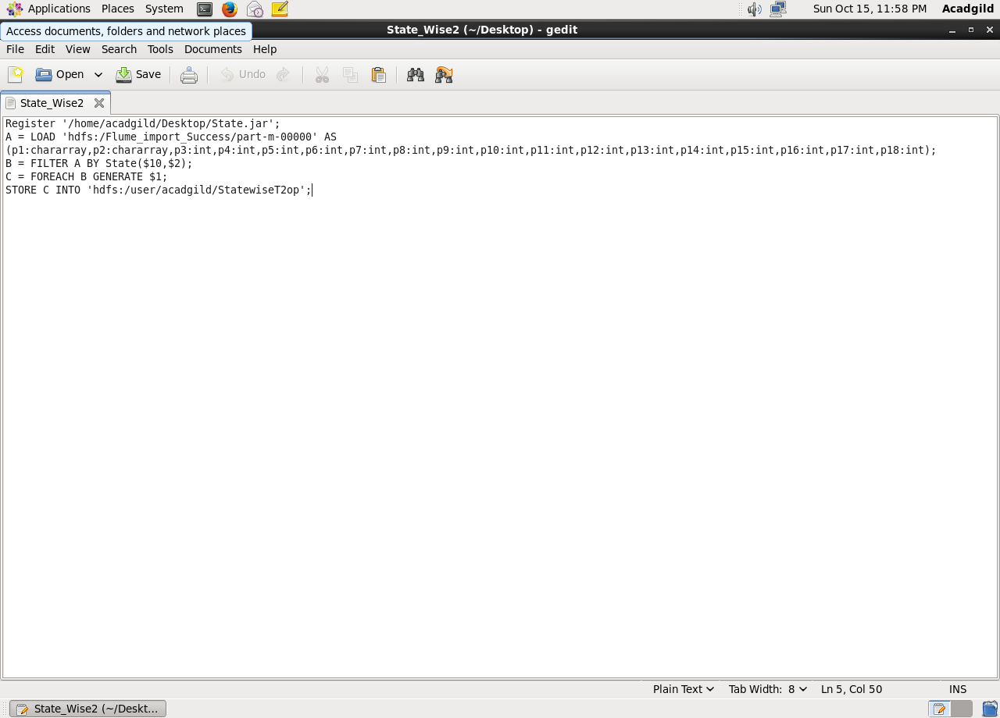 Applications Places System Sun Oct 15, 11:58 PM Acadgild
Access documents, folders and network places
State_Wise2 (~/Desktop) - gedit
File Edit View Search Tools Documents Help
Open Save Undo
State_Wise2
Register '/home/acadgild/Desktop/State.jar';
A = LOAD 'hdfs:/Flume_import_Success/part-m-00000' AS
(p1:chararray,p2:chararray,p3:int,p4:int,p5:int,p6:int,p7:int,p8:int,p9:int,p10:int,p11:int,p12:int,p13:int,p14:int,p15:int,p16:int,p17:int,p18:int);
B = FILTER A BY State($10,$2);
C = FOREACH B GENERATE $1;
STORE C INTO 'hdfs:/user/acadgild/StatewiseT2op';
Plain Text Tab Width: 8 Ln 5, Col 50 INS
State_Wise2 (~/Deskt...